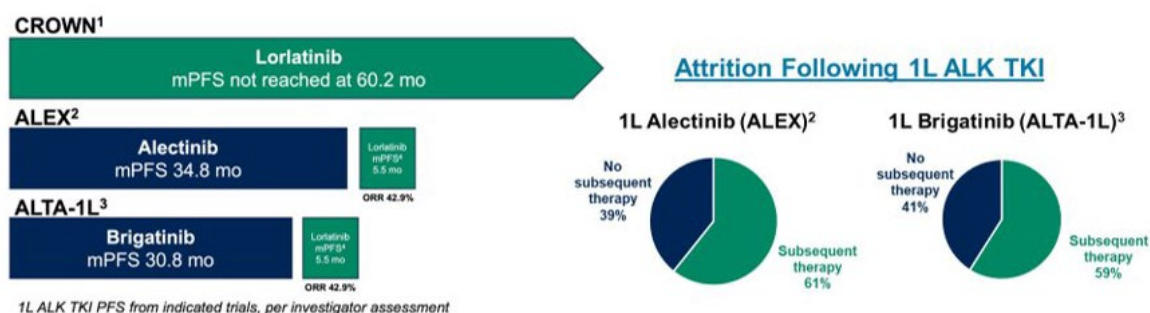 CROWN¹
Lorlatinib
mPFS not reached at 60.2 mo
ALEX²
Alectinib
mPFS 34.8 mo
Lorlatinib
mPFS⁴
5.5 mo
ORR 42.9%
ALTA-1L³
Brigatinib
mPFS 30.8 mo
Lorlatinib
mPFS⁴
5.5 mo
ORR 42.9%
1L ALK TKI PFS from indicated trials, per investigator assessment
Attrition Following 1L ALK TKI
1L Alectinib (ALEX)²
No
subsequent
therapy
39%
Subsequent
therapy
61%
1L Brigatinib (ALTA-1L)³
No
subsequent
therapy
41%
Subsequent
therapy
59%